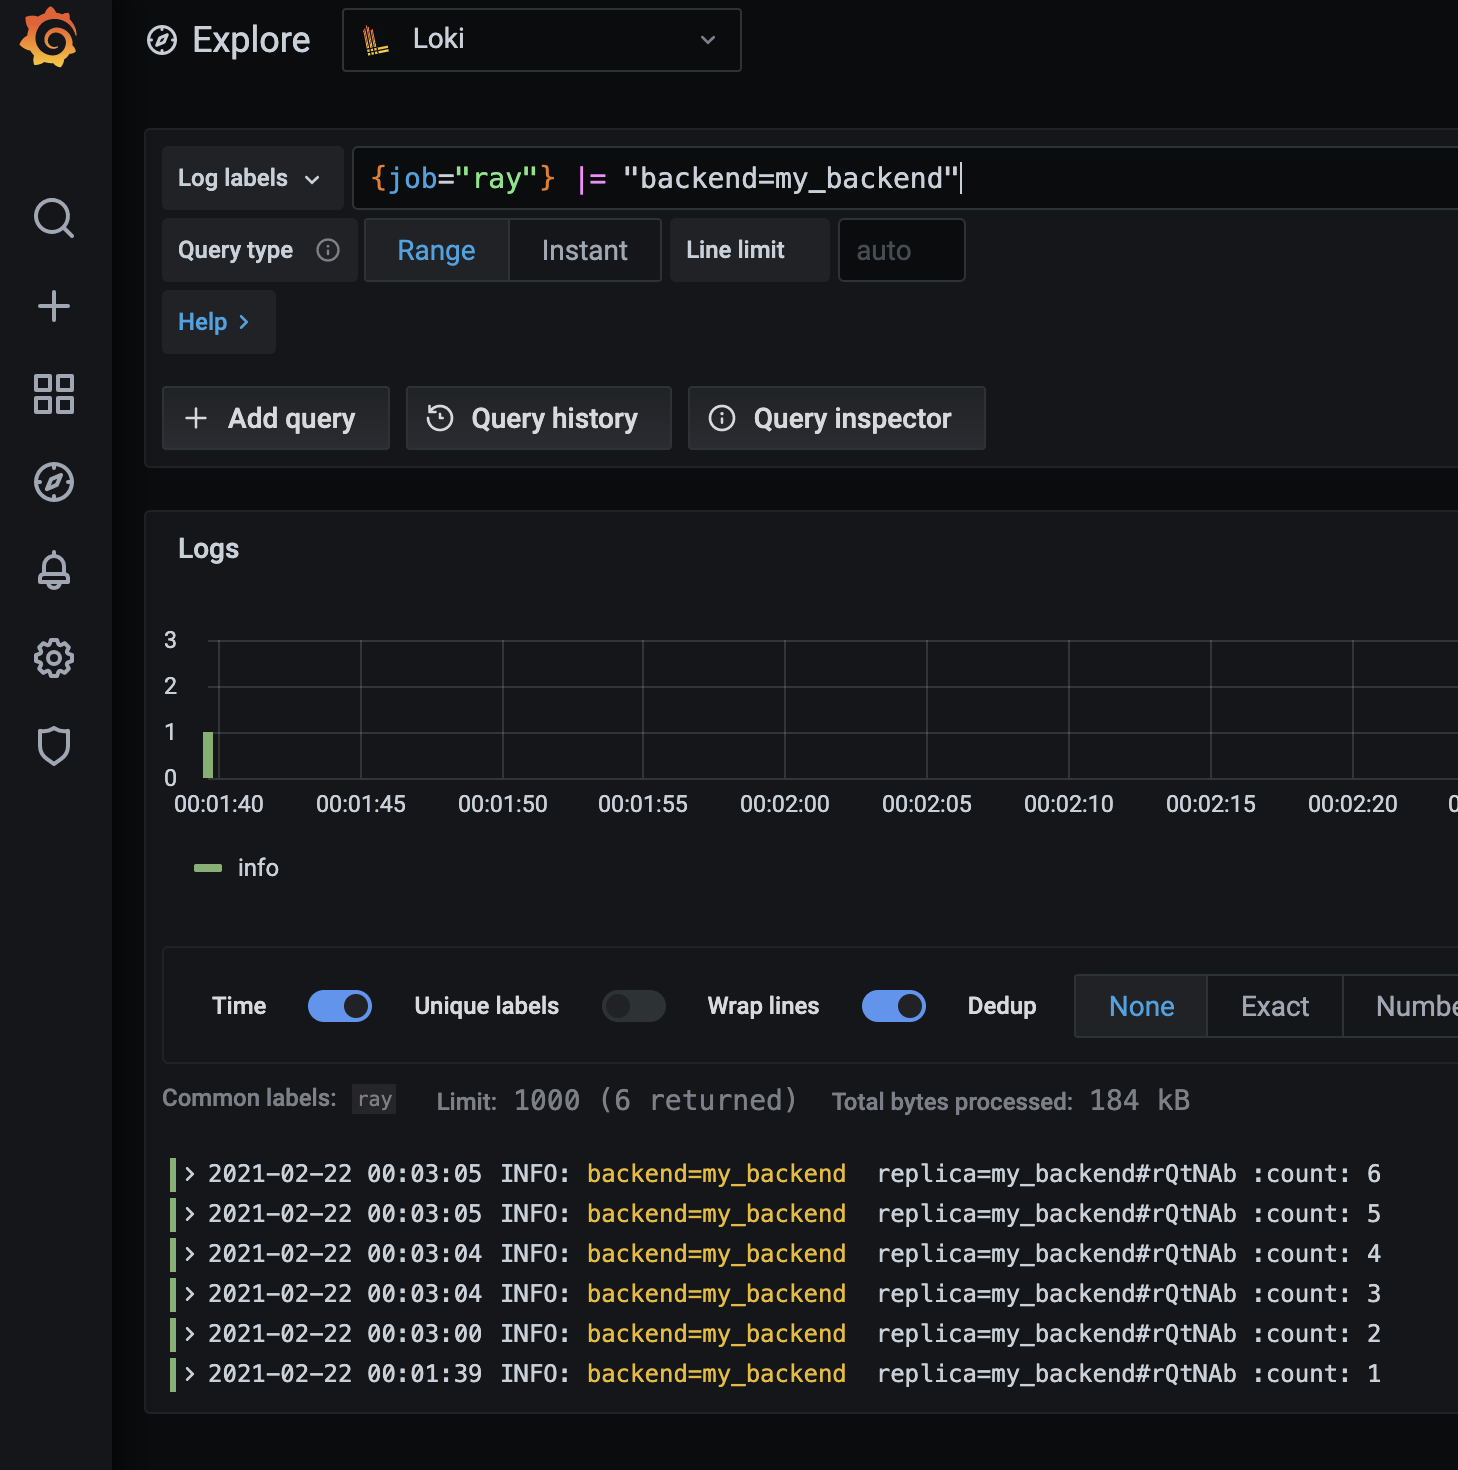 Explore Loki
Log labels {job="ray"} |= "backend=my_backend"
Query type Range Instant Line limit auto
Help
Add query Query history Query inspector
Logs
3
2
1
0
00:01:40 00:01:45 00:01:50 00:01:55 00:02:00 00:02:05 00:02:10 00:02:15 00:02:20
info
Time Unique labels Wrap lines Dedup None Exact Numbe
Common labels: ray Limit: 1000 (6 returned) Total bytes processed: 184 kB
2021-02-22 00:03:05 INFO: backend=my_backend replica=my_backend#rQtNAb :count: 6
2021-02-22 00:03:05 INFO: backend=my_backend replica=my_backend#rQtNAb :count: 5
2021-02-22 00:03:04 INFO: backend=my_backend replica=my_backend#rQtNAb :count: 4
2021-02-22 00:03:04 INFO: backend=my_backend replica=my_backend#rQtNAb :count: 3
2021-02-22 00:03:00 INFO: backend=my_backend replica=my_backend#rQtNAb :count: 2
2021-02-22 00:01:39 INFO: backend=my_backend replica=my_backend#rQtNAb :count: 1